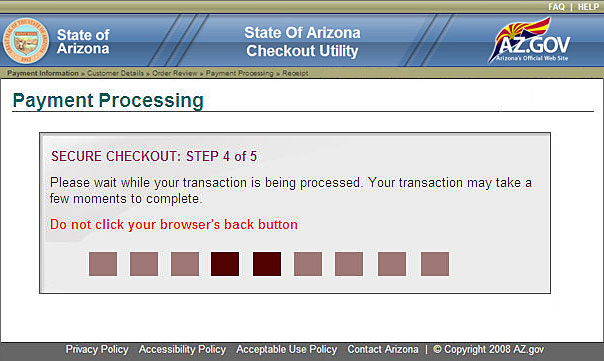 FAQ | HELP
State of
Arizona
State Of Arizona
Checkout Utility
AZ.GOV
Arizona's Official Web Site
Payment Information » Customer Details » Order Review » Payment Processing » Receipt
Payment Processing
SECURE CHECKOUT: STEP 4 of 5
Please wait while your transaction is being processed. Your transaction may take a
few moments to complete.
Do not click your browser's back button
Privacy Policy Accessibility Policy Acceptable Use Policy Contact Arizona | © Copyright 2008 AZ.gov